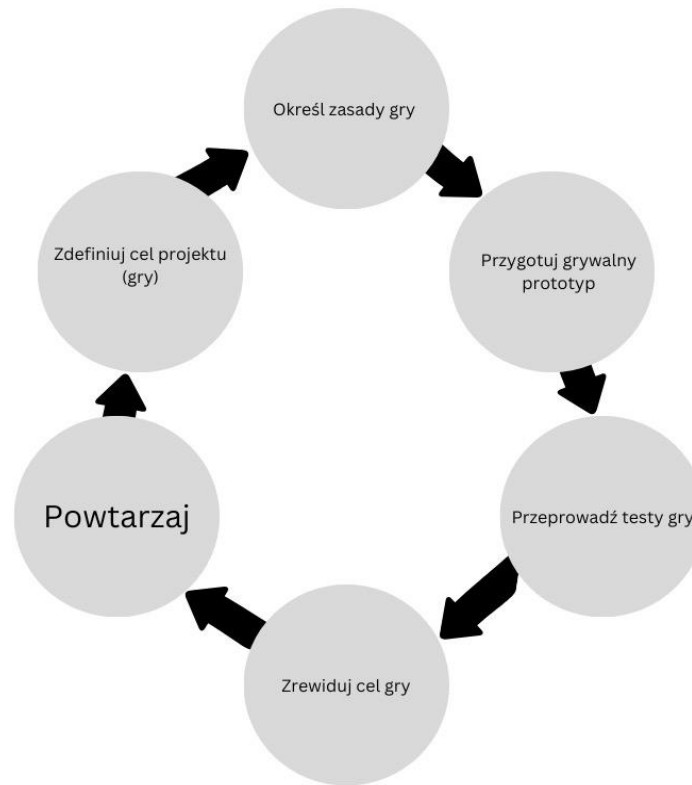 Określ zasady gry
Przygotuj grywalny
prototyp
Przeprowadź testy gry
Zrewiduj cel gry
Powtarzaj
Zdefiniuj cel projektu
(gry)